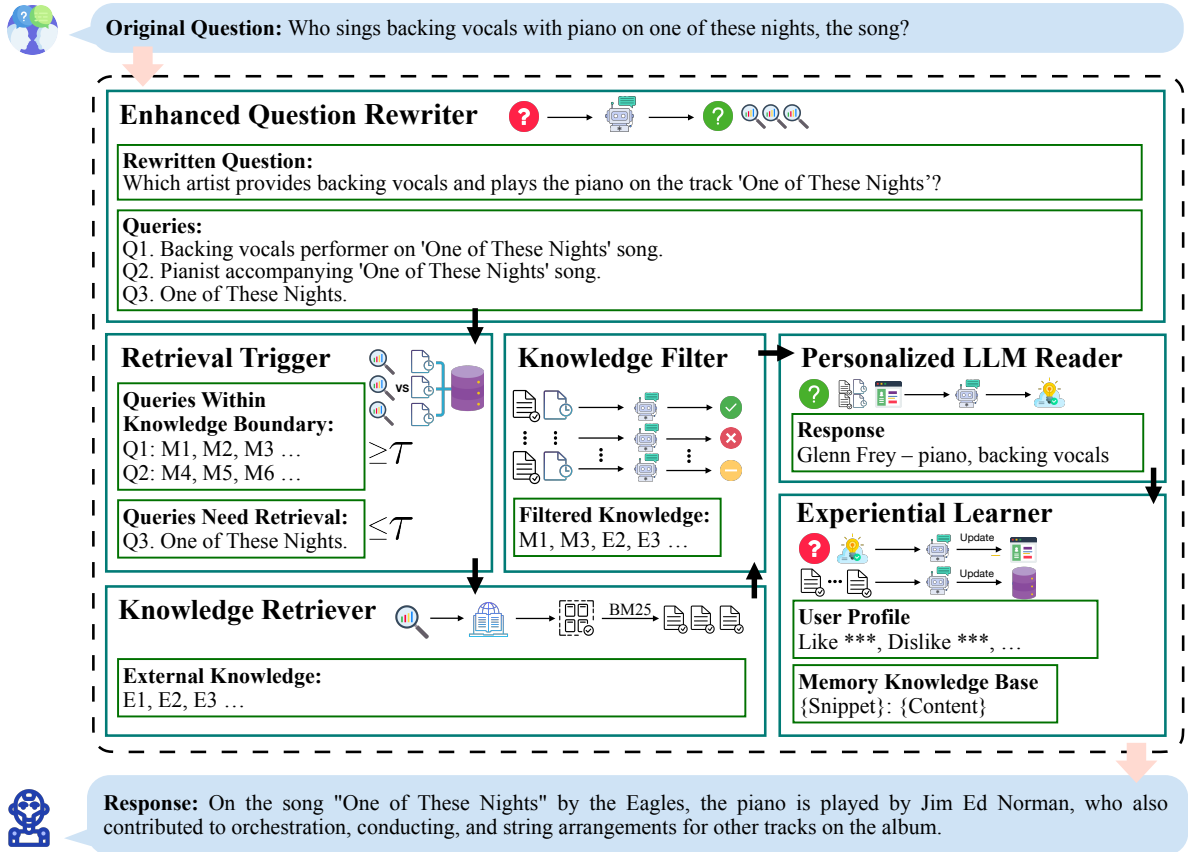 Original Question: Who sings backing vocals with piano on one of these nights, the song?
Enhanced Question Rewriter
Rewritten Question:
Which artist provides backing vocals and plays the piano on the track 'One of These Nights’?
Queries:
Q1. Backing vocals performer on 'One of These Nights' song.
Q2. Pianist accompanying 'One of These Nights' song.
Q3. One of These Nights.
Retrieval Trigger
vs
Queries Within
Knowledge Boundary:
Q1: M1, M2, M3 …
Q2: M4, M5, M6 …
≥τ
Queries Need Retrieval:
Q3. One of These Nights.
≤τ
Knowledge Filter
Filtered Knowledge:
M1, M3, E2, E3 …
Personalized LLM Reader
Response
Glenn Frey – piano, backing vocals
Experiential Learner
Update
Update
User Profile
Like ***, Dislike ***, …
Memory Knowledge Base
{Snippet}: {Content}
Knowledge Retriever
BM25
External Knowledge:
E1, E2, E3 …
Response: On the song "One of These Nights" by the Eagles, the piano is played by Jim Ed Norman, who also
contributed to orchestration, conducting, and string arrangements for other tracks on the album.